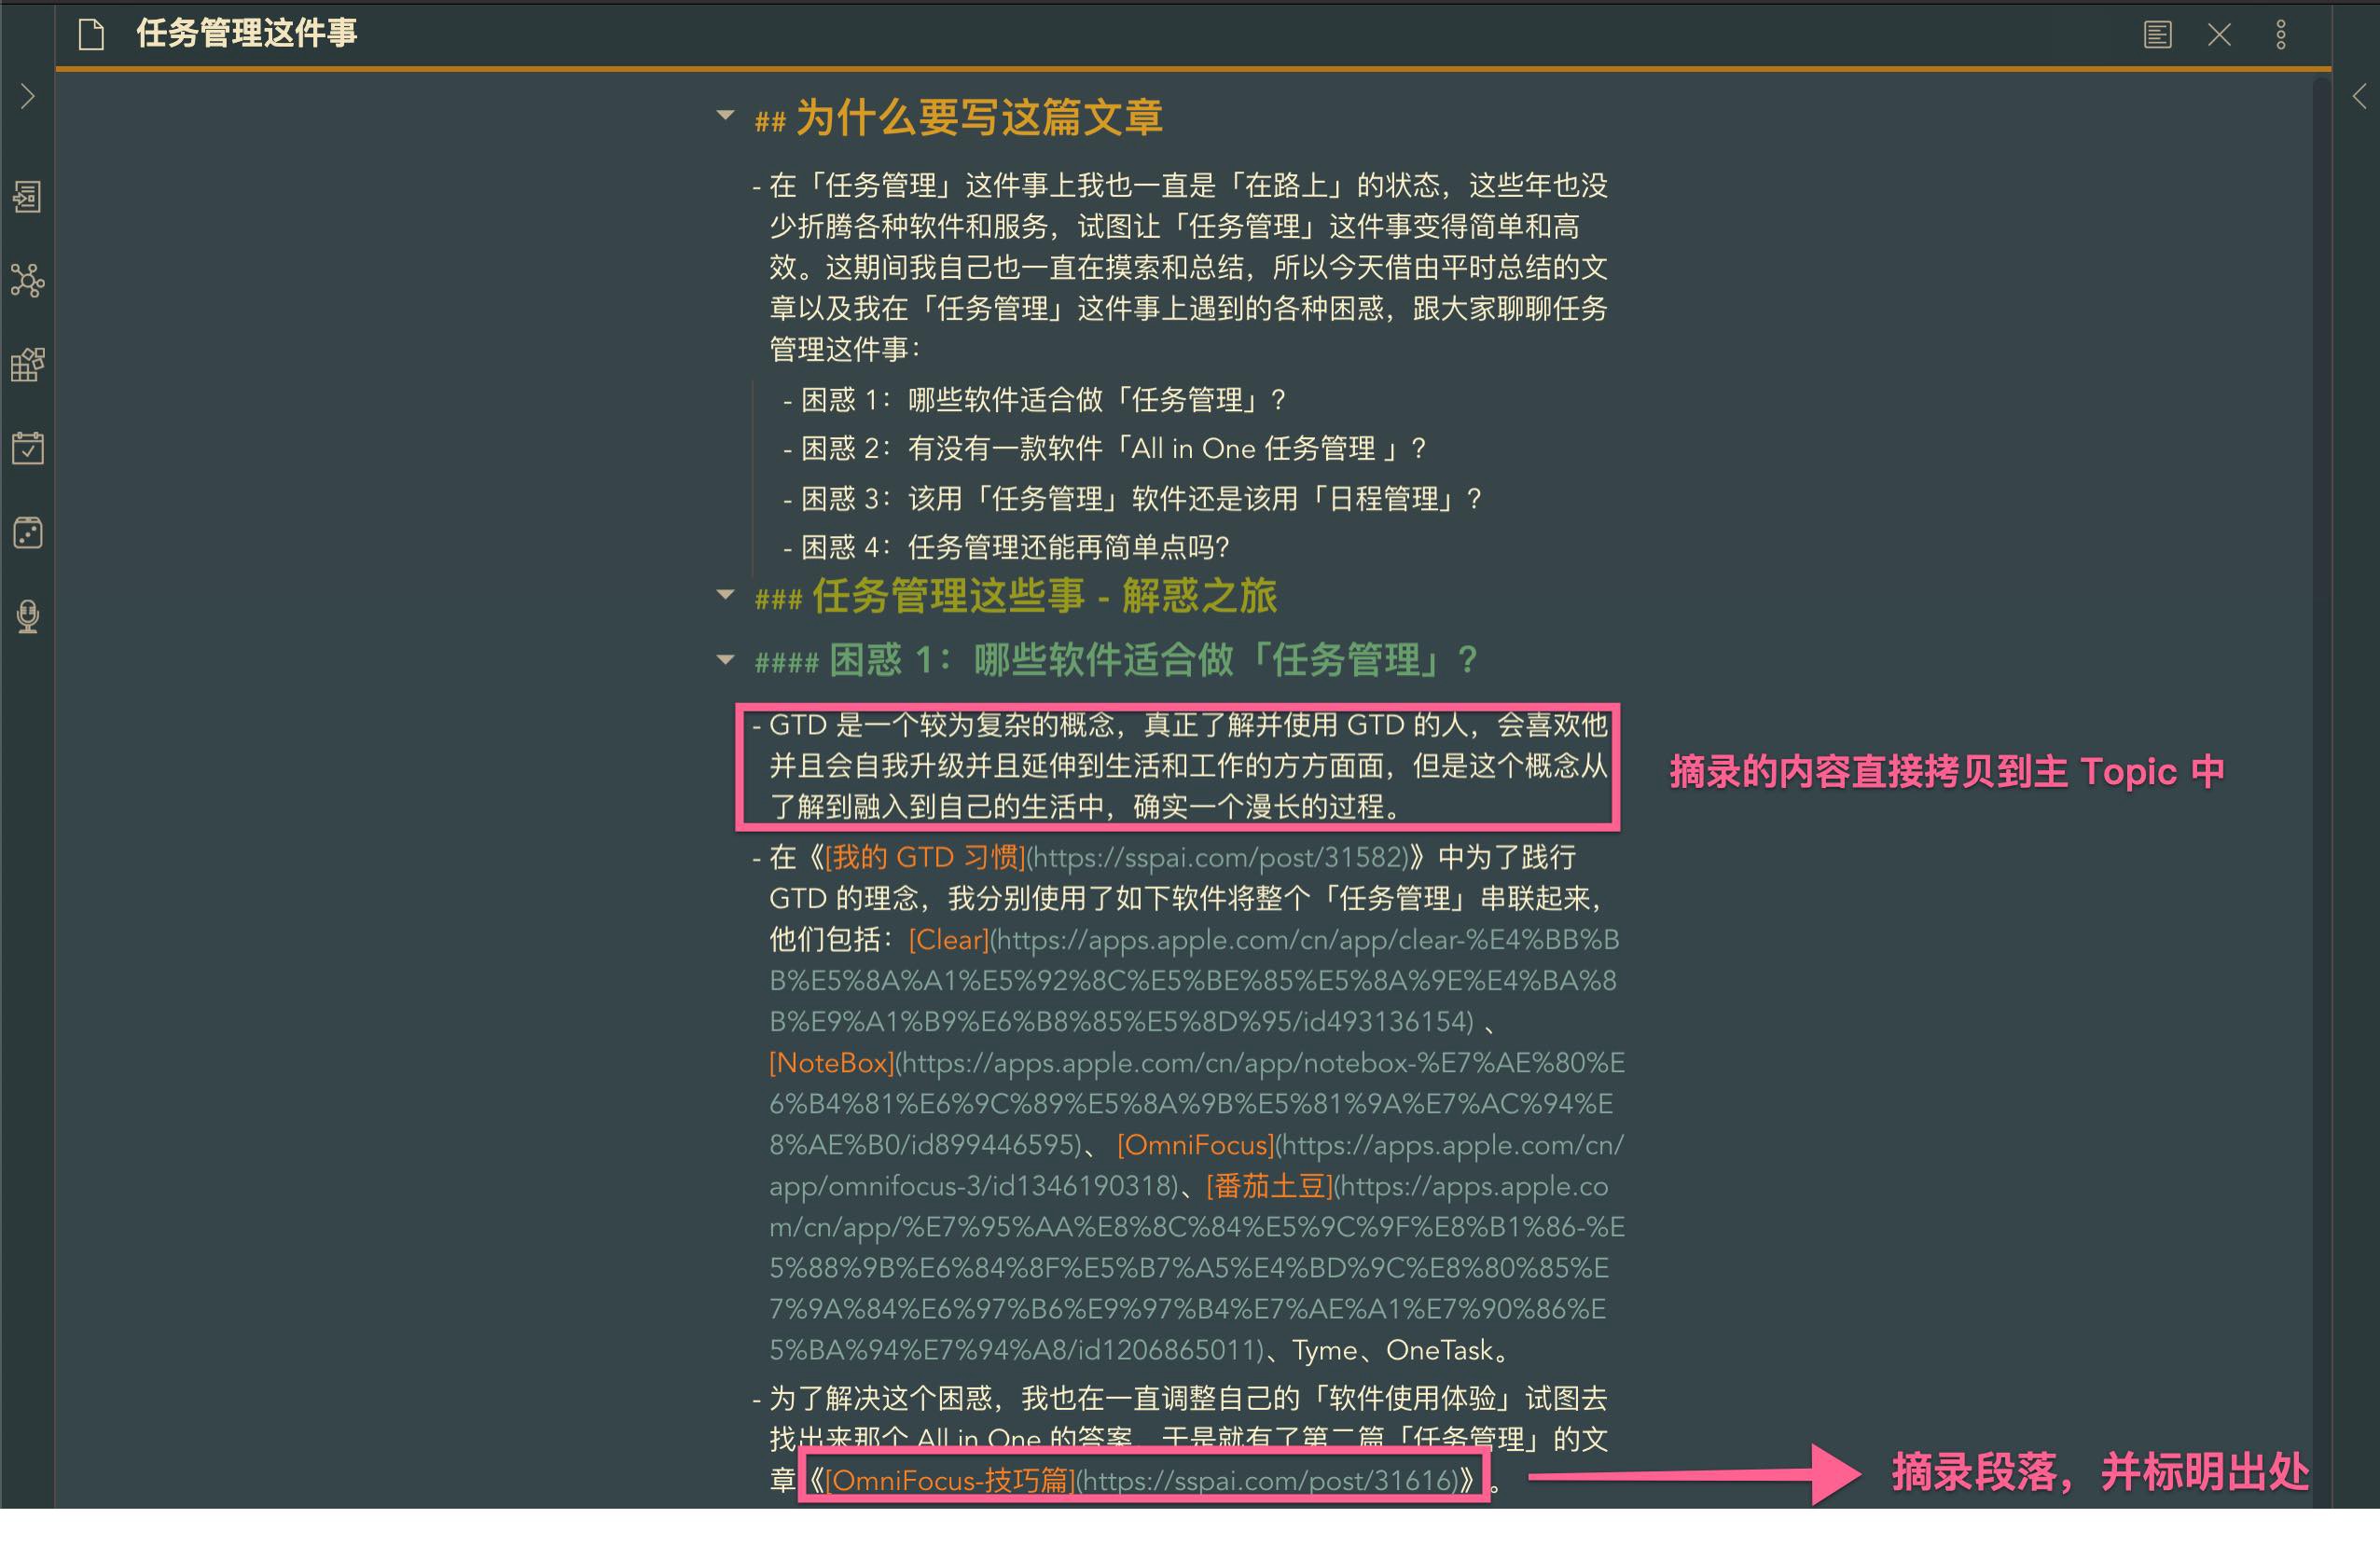 任务管理这件事
## 为什么要写这篇文章
- 在「任务管理」这件事上我也一直是「在路上」的状态，这些年也没
少折腾各种软件和服务，试图让「任务管理」这件事变得简单和高
效。这期间我自己也一直在摸索和总结，所以今天借由平时总结的文
章以及我在「任务管理」这件事上遇到的各种困惑，跟大家聊聊任务
管理这件事：
- 困惑 1：哪些软件适合做「任务管理」？
- 困惑 2：有没有一款软件「All in One 任务管理 」？
- 困惑 3：该用「任务管理」软件还是该用「日程管理」？
- 困惑 4：任务管理还能再简单点吗？
### 任务管理这些事 - 解惑之旅
#### 困惑 1：哪些软件适合做「任务管理」？
- GTD 是一个较为复杂的概念，真正了解并使用 GTD 的人，会喜欢他
并且会自我升级并且延伸到生活和工作的方方面面，但是这个概念从
了解到融入到自己的生活中，确实一个漫长的过程。
摘录的内容直接拷贝到主 Topic 中
- 在《[我的 GTD 习惯](https://sspai.com/post/31582)》中为了践行
GTD 的理念，我分别使用了如下软件将整个「任务管理」串联起来，
他们包括：[Clear](https://apps.apple.com/cn/app/clear-%E4%BB%B
B%E5%8A%A1%E5%92%8C%E5%BE%85%E5%8A%9E%E4%BA%8
B%E9%A1%B9%E6%B8%85%E5%8D%95/id493136154) 、
[NoteBox](https://apps.apple.com/cn/app/notebox-%E7%AE%80%E
6%B4%81%E6%9C%89%E5%8A%9B%E5%81%9A%E7%AC%94%E
8%AE%B0/id899446595)、 [OmniFocus](https://apps.apple.com/cn/
app/omnifocus-3/id1346190318)、[番茄土豆](https://apps.apple.co
m/cn/app/%E7%95%AA%E8%8C%84%E5%9C%9F%E8%B1%86-%E
5%88%9B%E6%84%8F%E5%B7%A5%E4%BD%9C%E8%80%85%E
7%9A%84%E6%97%B6%E9%97%B4%E7%AE%A1%E7%90%86%E
5%BA%94%E7%94%A8/id1206865011)、Tyme、OneTask。
- 为了解决这个困惑，我也在一直调整自己的「软件使用体验」试图去
找出来那个 All in One 的答案，于是就有了第二篇「任务管理」的文
章《[OmniFocus-技巧篇](https://sspai.com/post/31616)》。
摘录段落，并标明出处